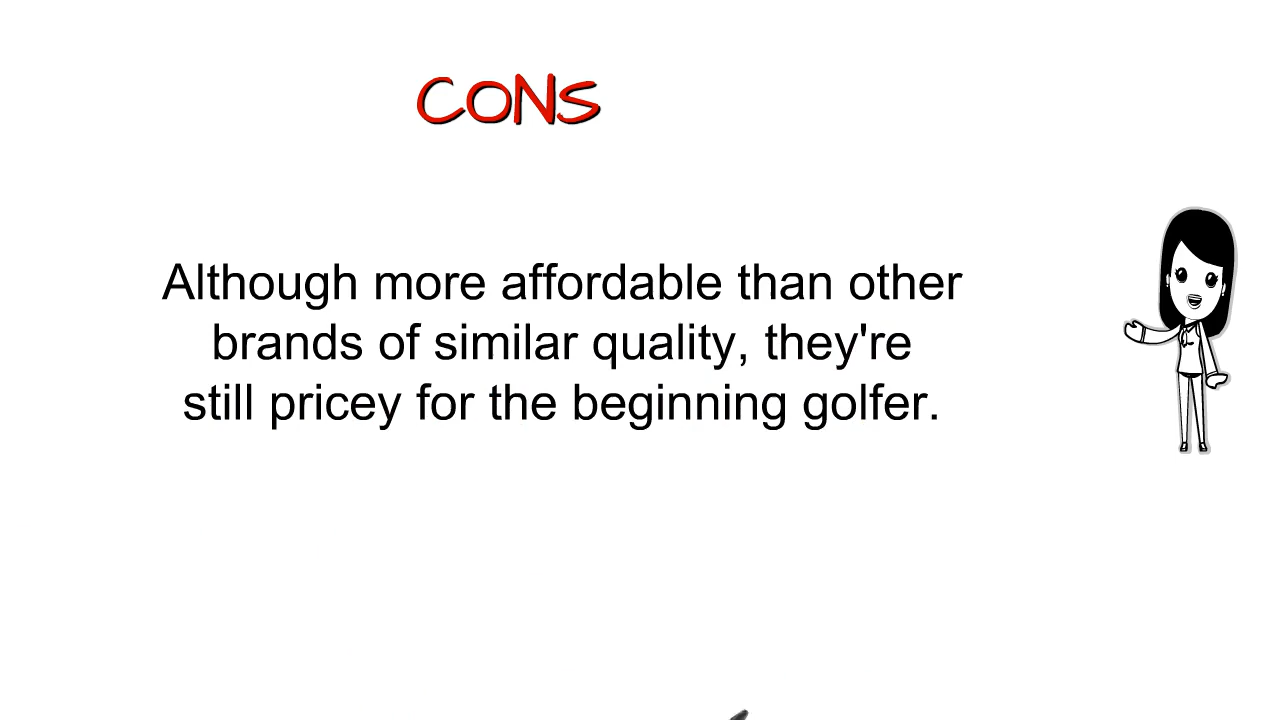 CONS
Although more affordable than other
brands of similar quality, they're
still pricey for the beginning golfer.